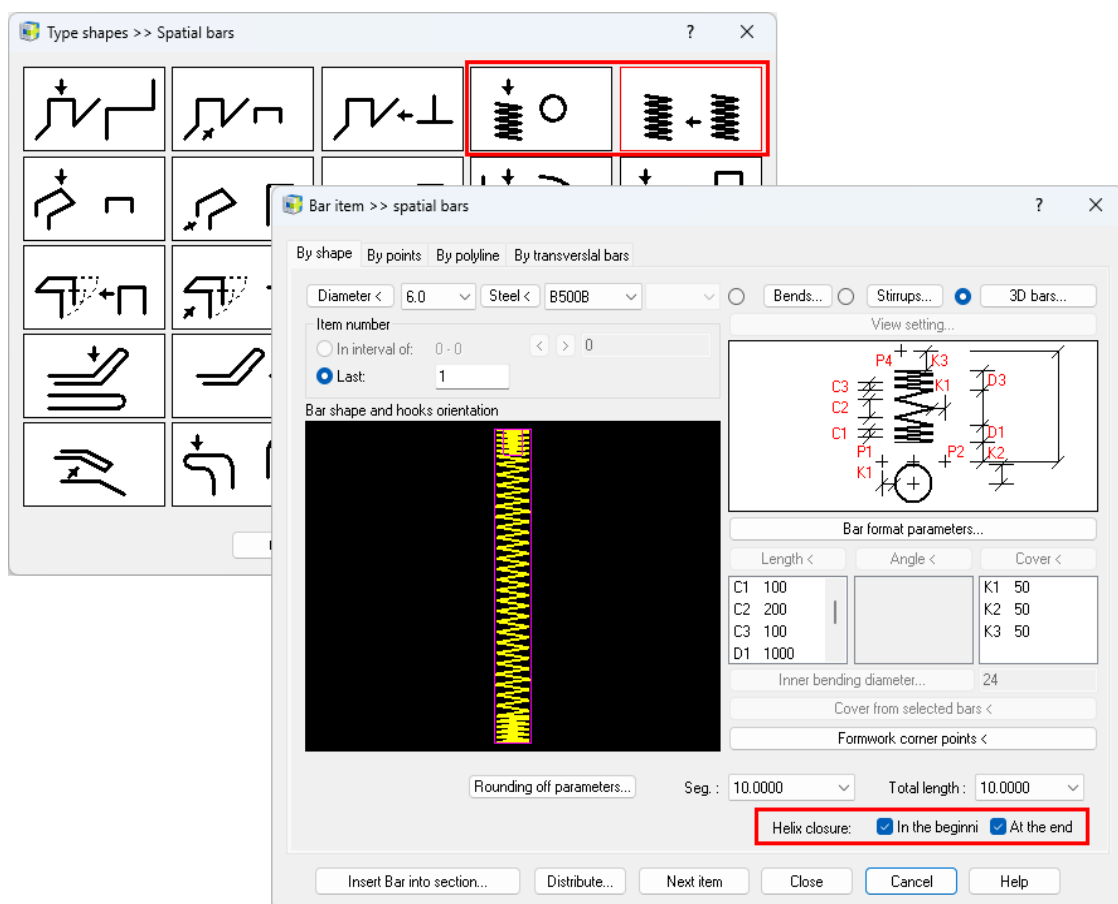 Type shapes >> Spatial bars ?
Bar item >> spatial bars ?
By shape By points By polyline By transverslal bars
Diameter < 6.0 Steel < B500B Bends... Stirrups... 3D bars...
View setting...
Item number
In interval of: 0 - 0 < > 0
Last: 1
Bar shape and hooks orientation
P4 K3
C3 K1 D3
C2
C1 D1
P1 P2 K2
K1
Bar format parameters...
Length < Angle < Cover <
C1 100 K1 50
C2 200 K2 50
C3 100 K3 50
D1 1000
Inner bending diameter... 24
Cover from selected bars <
Formwork corner points <
Rounding off parameters... Seg. : 10.0000 Total length : 10.0000
Helix closure: In the beginni At the end
Insert Bar into section... Distribute... Next item Close Cancel Help